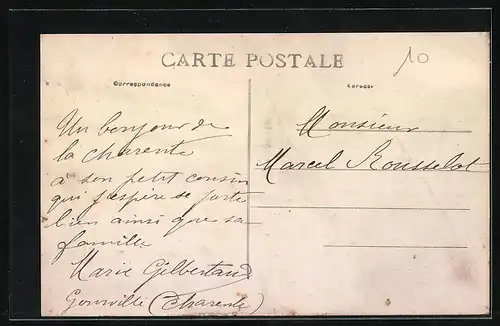 CARTE POSTALE
10
Correspondance
Adresse
Un bonjour de
la charente
a son petit cousin
qui j'espère se porte
bien ainsi que sa
famille
Marie Gilbertaud
Gourville (Charente)
Monsieur
Marcel Rousselot